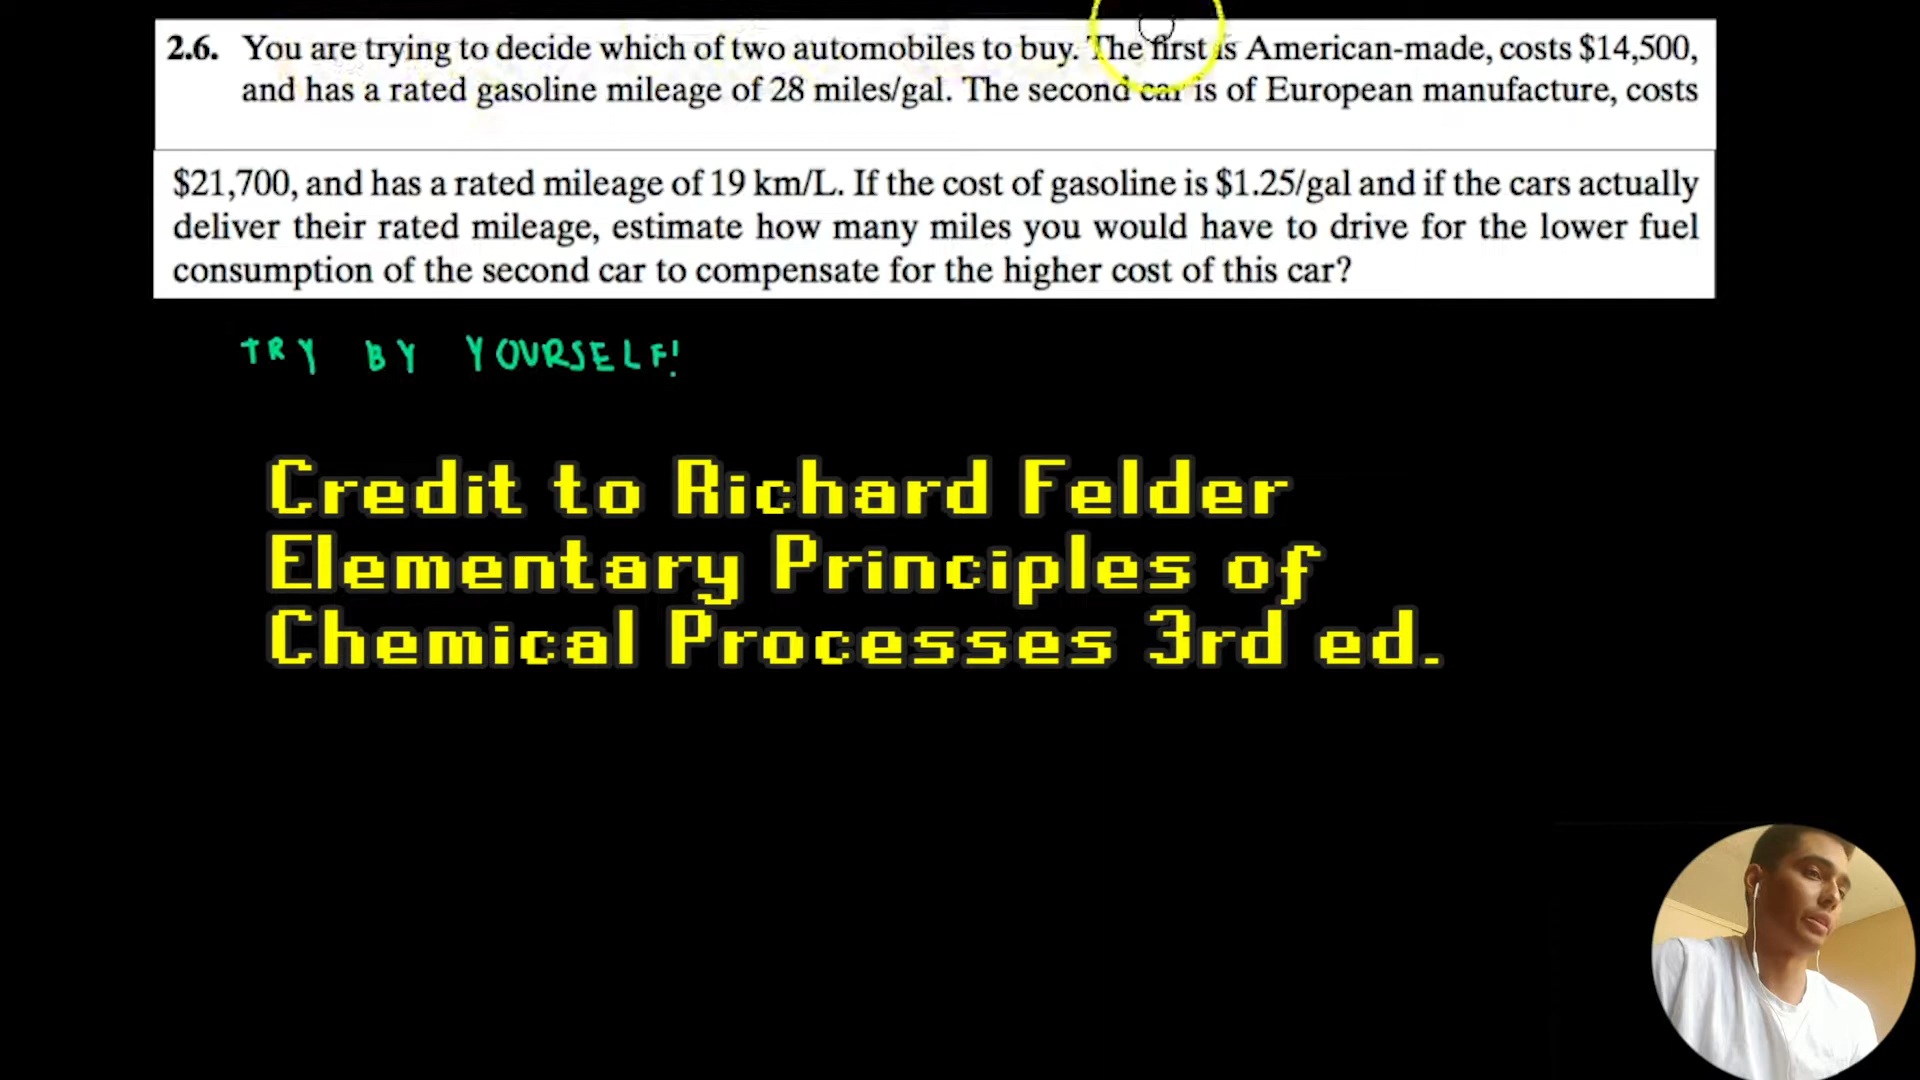 2.6. You are trying to decide which of two automobiles to buy. The first is American-made, costs $14,500,
and has a rated gasoline mileage of 28 miles/gal. The second car is of European manufacture, costs
$21,700, and has a rated mileage of 19 km/L. If the cost of gasoline is $1.25/gal and if the cars actually
deliver their rated mileage, estimate how many miles you would have to drive for the lower fuel
consumption of the second car to compensate for the higher cost of this car?
TRY BY YOURSELF!
Credit to Richard Felder
Elementary Principles of
Chemical Processes 3rd ed.